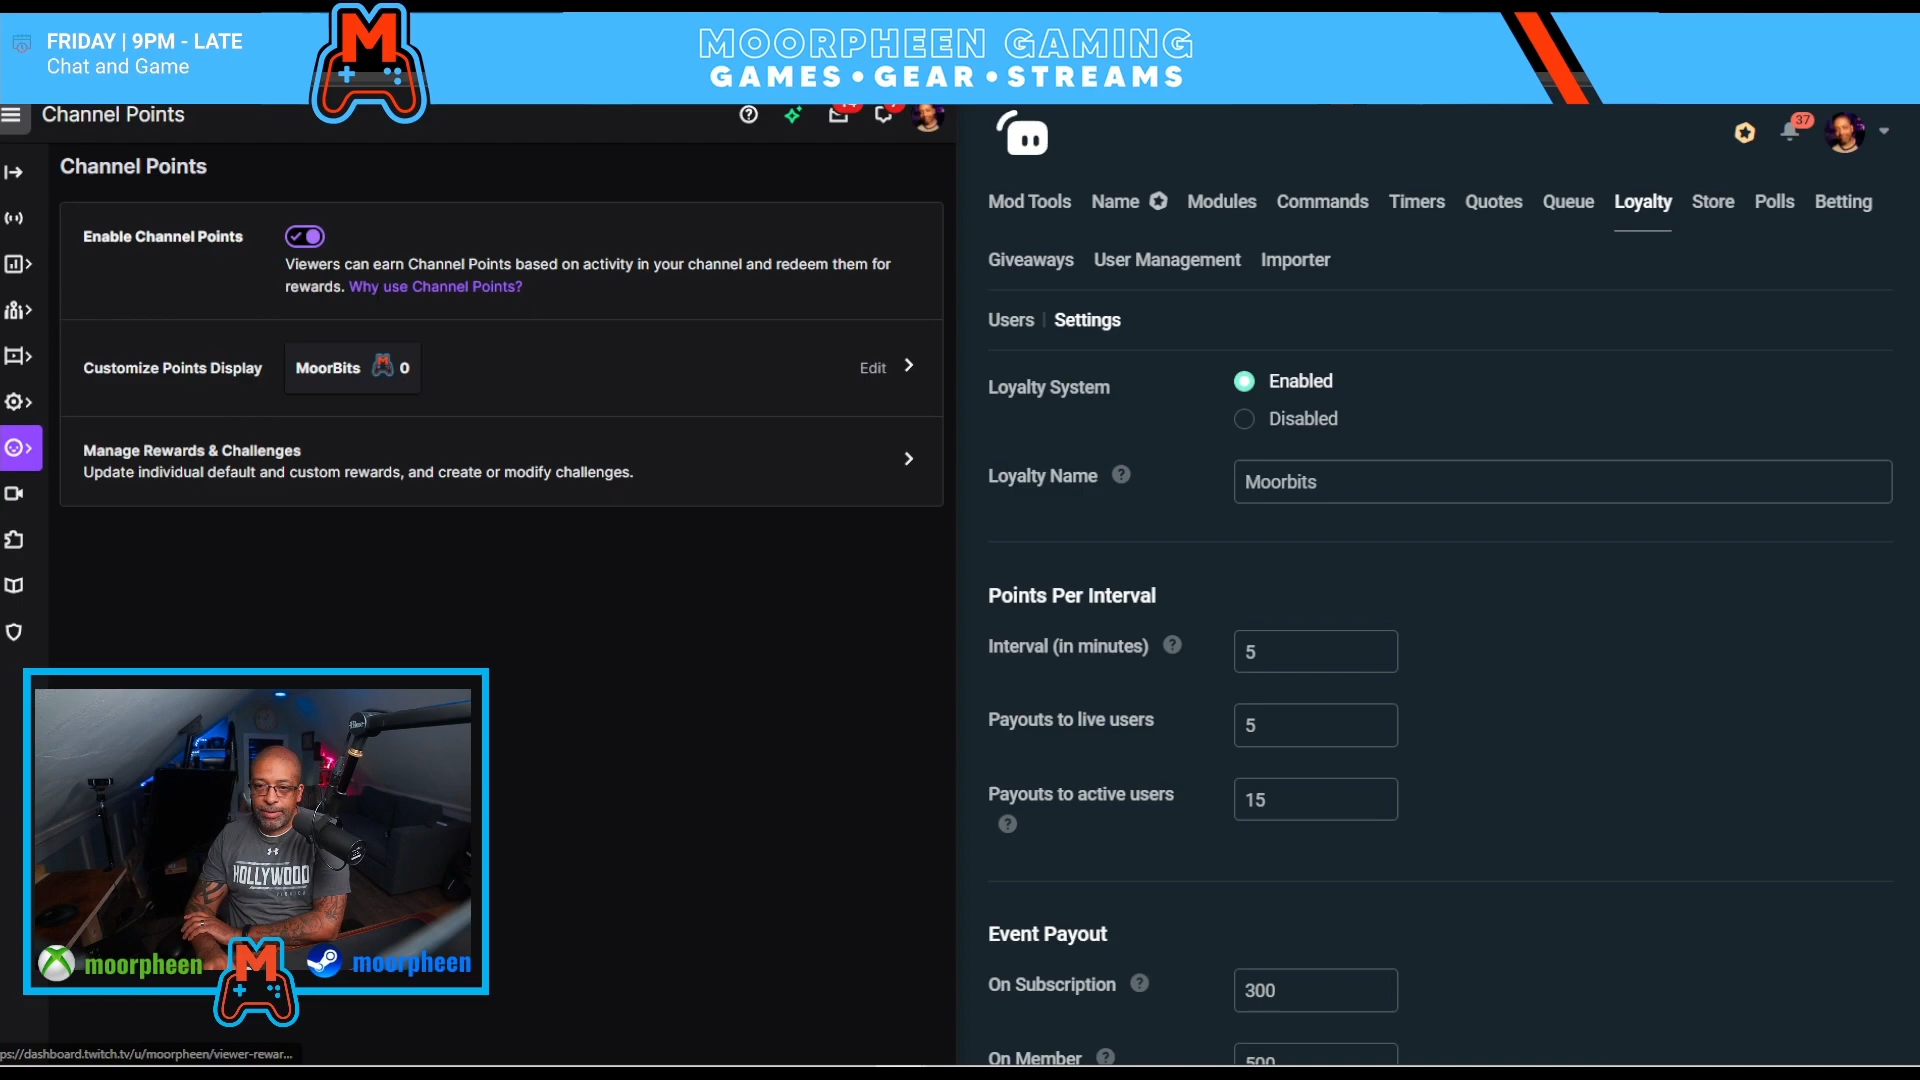 FRIDAY | 9PM - LATE
Chat and Game
M
MOORPHEEN GAMING
GAMES • GEAR • STREAMS
Channel Points
Channel Points
Enable Channel Points
Viewers can earn Channel Points based on activity in your channel and redeem them for
rewards. Why use Channel Points?
Customize Points Display
MoorBits
0
Edit
Manage Rewards & Challenges
Update individual default and custom rewards, and create or modify challenges.
HOLLYWOOD
moorpheen
M
moorpheen
ps://dashboard.twitch.tv/u/moorpheen/viewer-rewar...
37
Mod Tools
Name
Modules
Commands
Timers
Quotes
Queue
Loyalty
Store
Polls
Betting
Giveaways
User Management
Importer
Users | Settings
Loyalty System
Enabled
Disabled
Loyalty Name ?
Moorbits
Points Per Interval
Interval (in minutes) ?
5
Payouts to live users
5
Payouts to active users
?
15
Event Payout
On Subscription ?
300
On Member ?
500